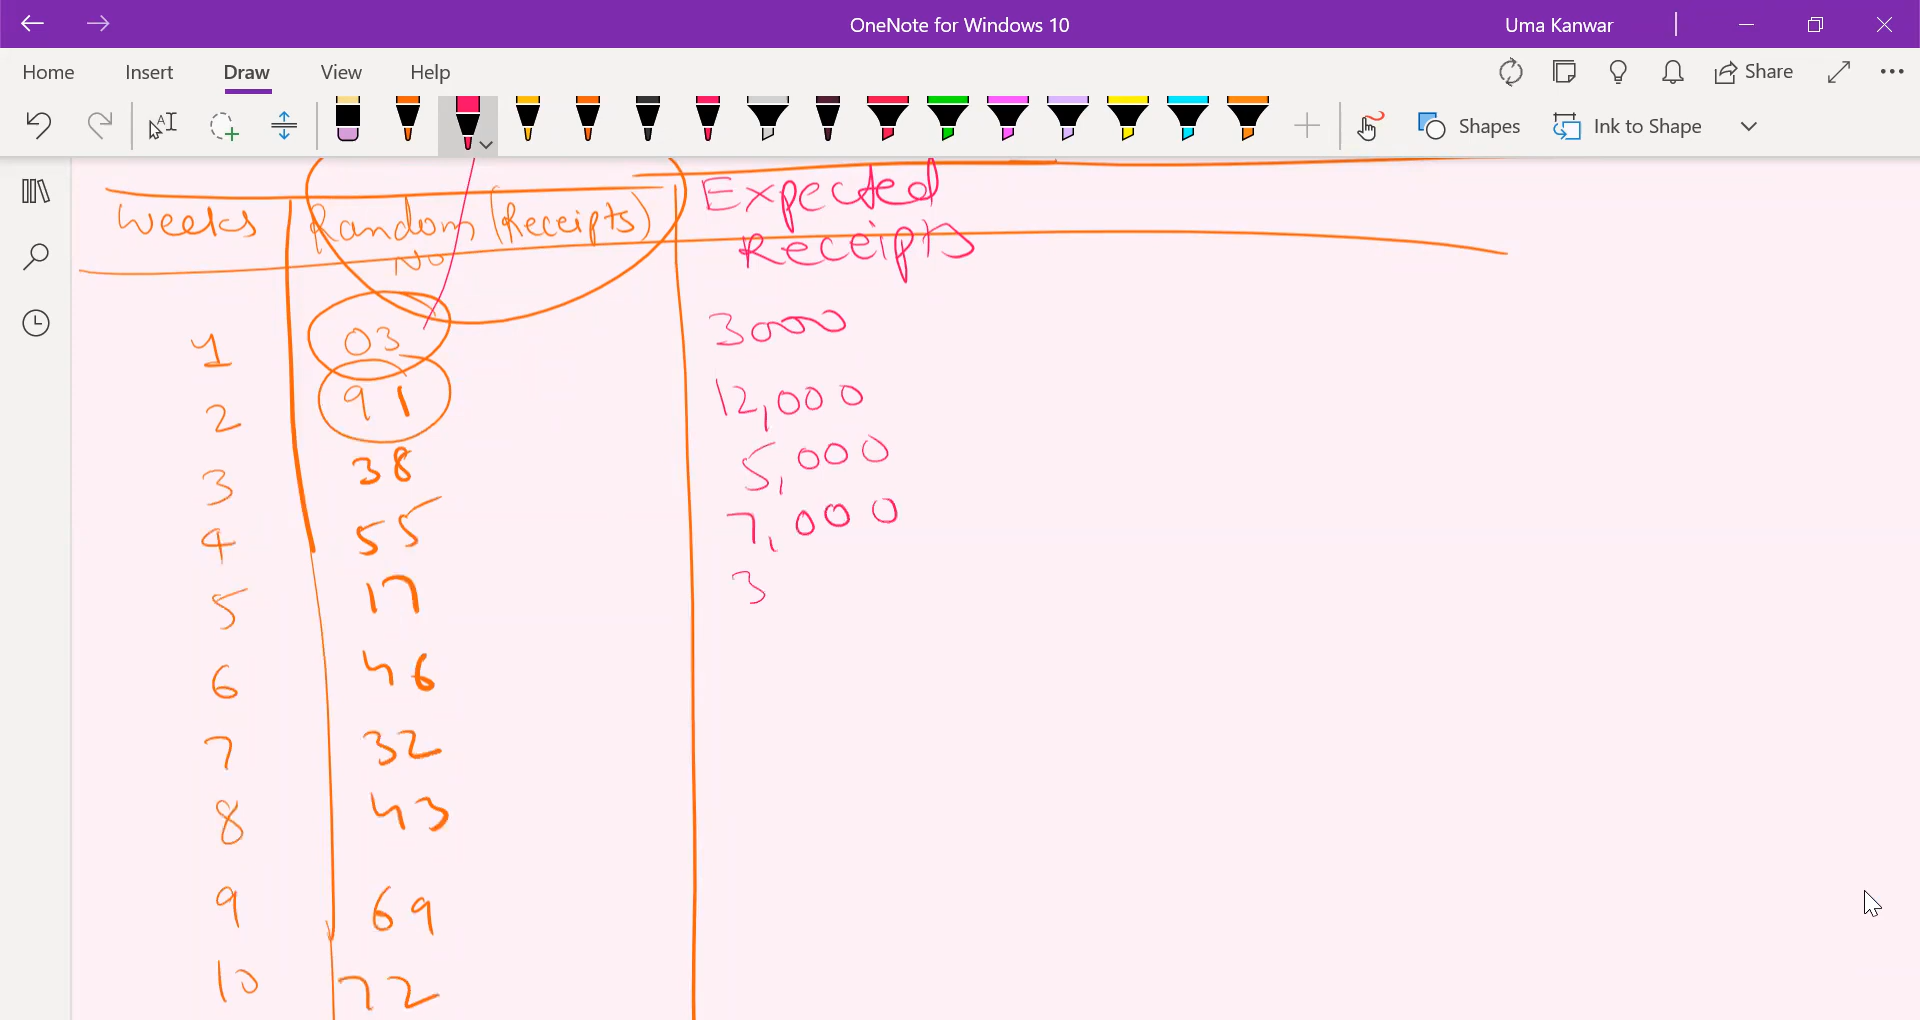 OneNote for Windows 10
Uma Kanwar
Home Insert Draw View Help
Share
Shapes
Ink to Shape
Weeks Random (Receipts) Expected
No Receipts
1 03 3000
2 91 12,000
3 38 5,000
4 55 7,000
5 17 3
6 46
7 32
8 43
9 69
10 72